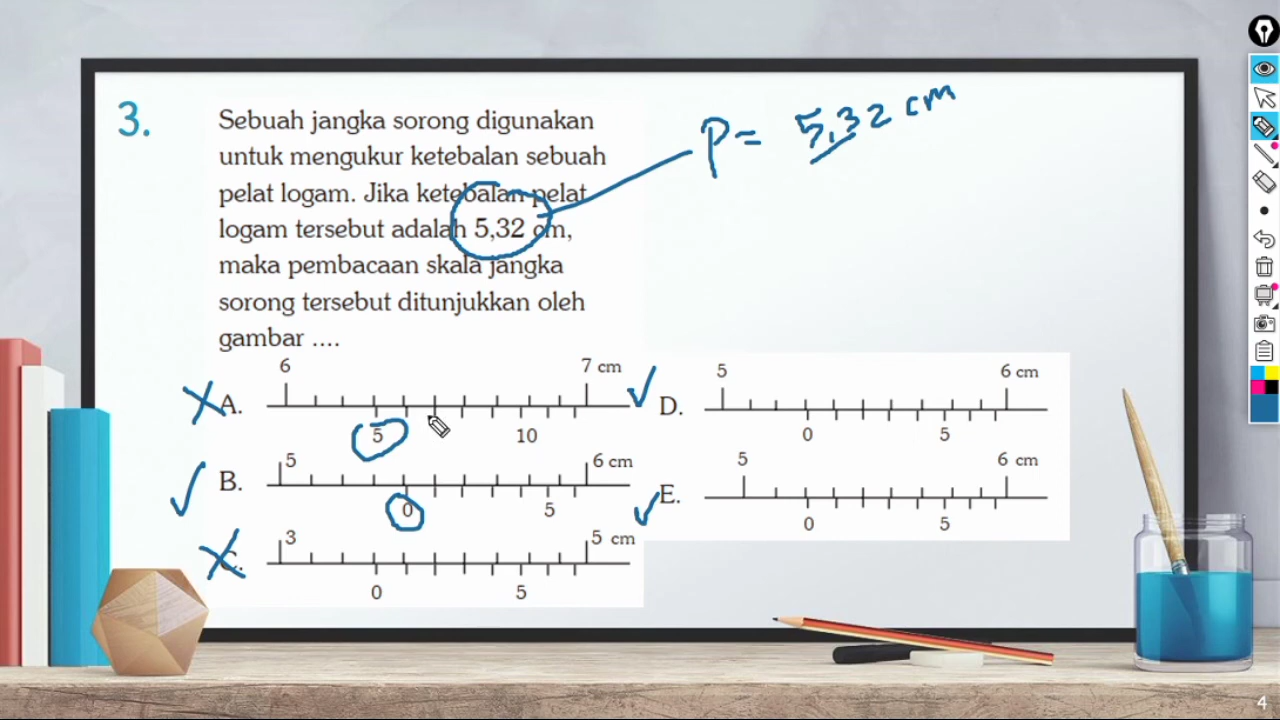 3.
Sebuah jangka sorong digunakan
untuk mengukur ketebalan sebuah
pelat logam. Jika ketebalan pelat
logam tersebut adalah 5,32 cm,
maka pembacaan skala jangka
sorong tersebut ditunjukkan oleh
gambar ....
P = 5,32 cm
6 7 cm
A.
5 10
5 6 cm
B.
0 5
3 5 cm
C.
0 5
5 6 cm
D.
0 5
5 6 cm
E.
0 5
4